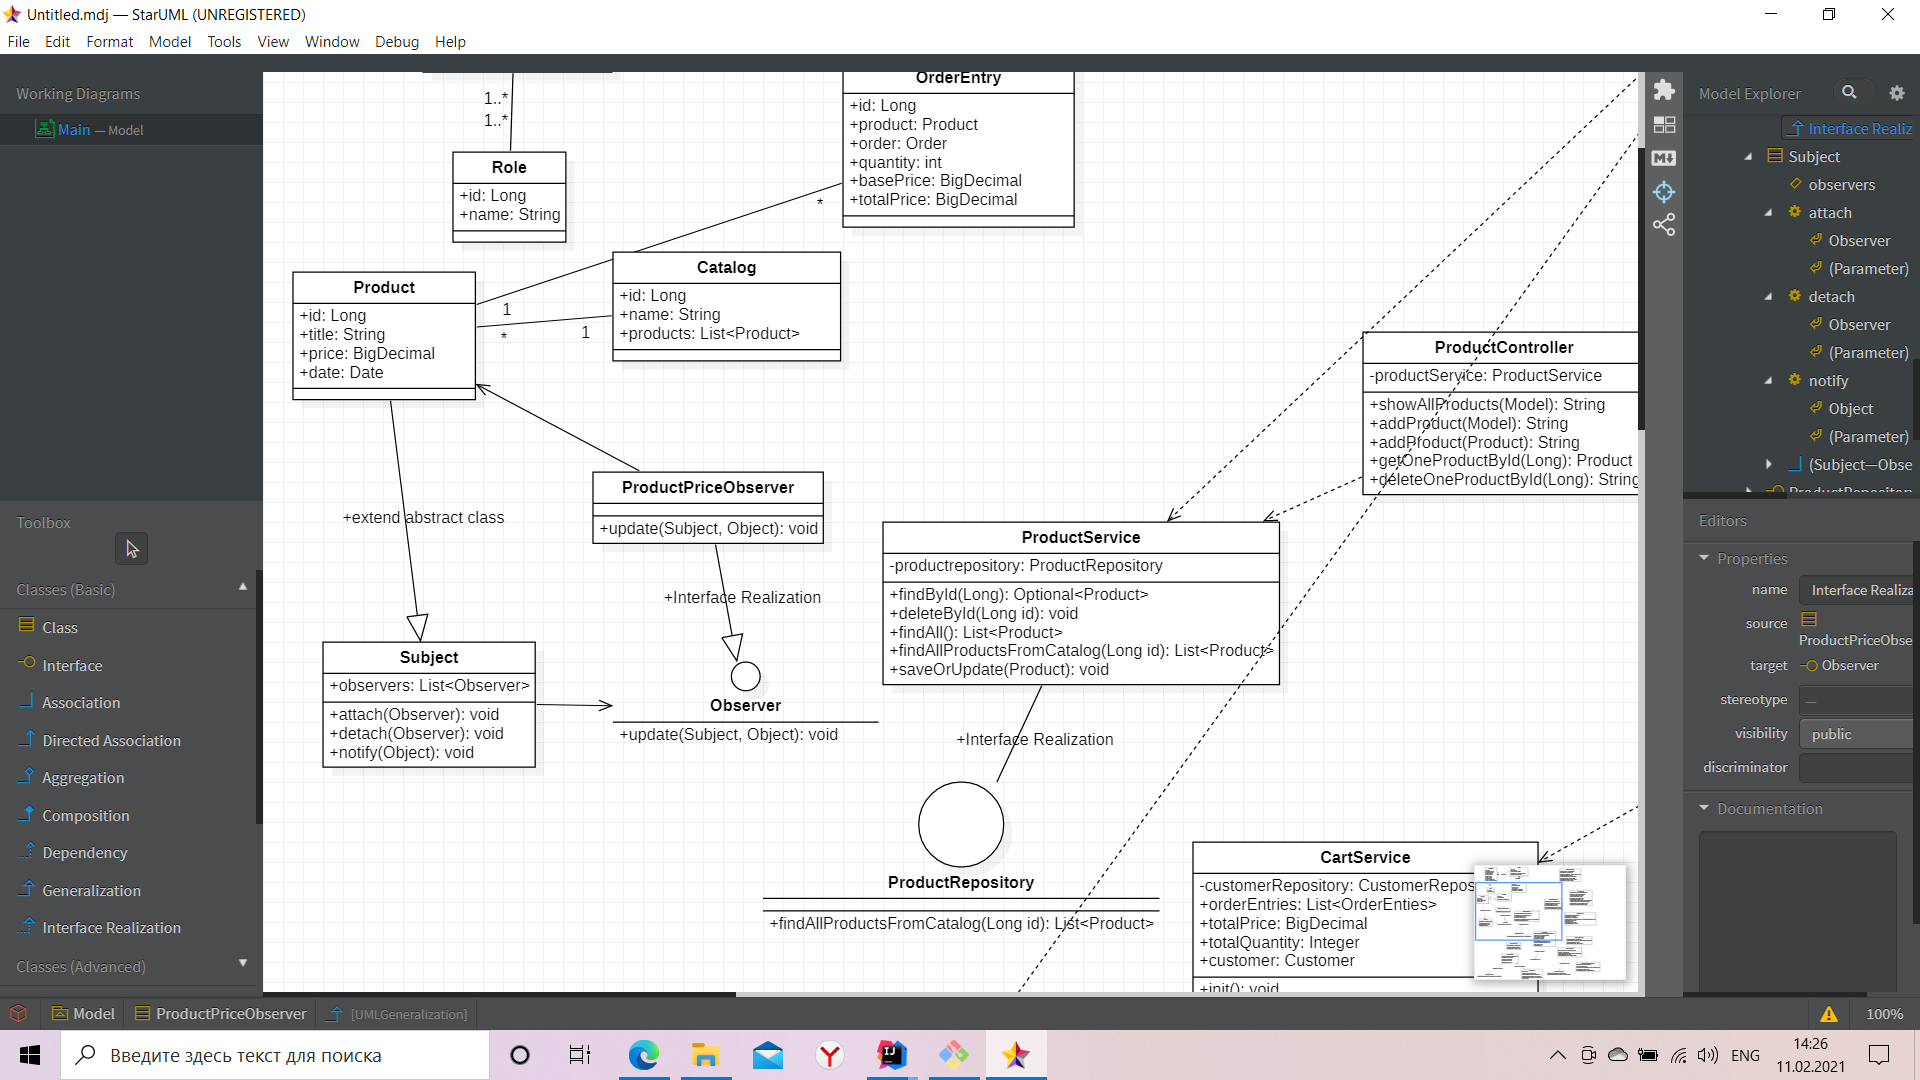 Untitled.mdj — StarUML (UNREGISTERED)
File Edit Format Model Tools View Window Debug Help
Working Diagrams
Main — Model
Toolbox
Classes (Basic)
Class
Interface
Association
Directed Association
Aggregation
Composition
Dependency
Generalization
Interface Realization
Classes (Advanced)
1..*
1..*
Role
+id: Long
+name: String
OrderEntry
+id: Long
+product: Product
+order: Order
+quantity: int
+basePrice: BigDecimal
+totalPrice: BigDecimal
*
Product
+id: Long
+title: String
+price: BigDecimal
+date: Date
1
*
1
Catalog
+id: Long
+name: String
+products: List<Product>
ProductController
-productService: ProductService
+showAllProducts(Model): String
+addProduct(Model): String
+addProduct(Product): String
+getOneProductById(Long): Product
+deleteOneProductById(Long): String
ProductPriceObserver
+update(Subject, Object): void
+extend abstract class
+Interface Realization
ProductService
-productrepository: ProductRepository
+findById(Long): Optional<Product>
+deleteById(Long id): void
+findAll(): List<Product>
+findAllProductsFromCatalog(Long id): List<Product>
+saveOrUpdate(Product): void
Subject
+observers: List<Observer>
+attach(Observer): void
+detach(Observer): void
+notify(Object): void
Observer
+update(Subject, Object): void
+Interface Realization
ProductRepository
+findAllProductsFromCatalog(Long id): List<Product>
CartService
-customerRepository: CustomerRepos
+orderEntries: List<OrderEnties>
+totalPrice: BigDecimal
+totalQuantity: Integer
+customer: Customer
+init(): void
Model Explorer
Interface Realiz
Subject
observers
attach
Observer
(Parameter)
detach
Observer
(Parameter)
notify
Object
(Parameter)
(Subject—Obse
ProductRepositor
Editors
Properties
name Interface Realiza
source
ProductPriceObse
target Observer
stereotype —
visibility public
discriminator
Documentation
Model ProductPriceObserver [UMLGeneralization]
100%
Введите здесь текст для поиска
ENG
14:26
11.02.2021